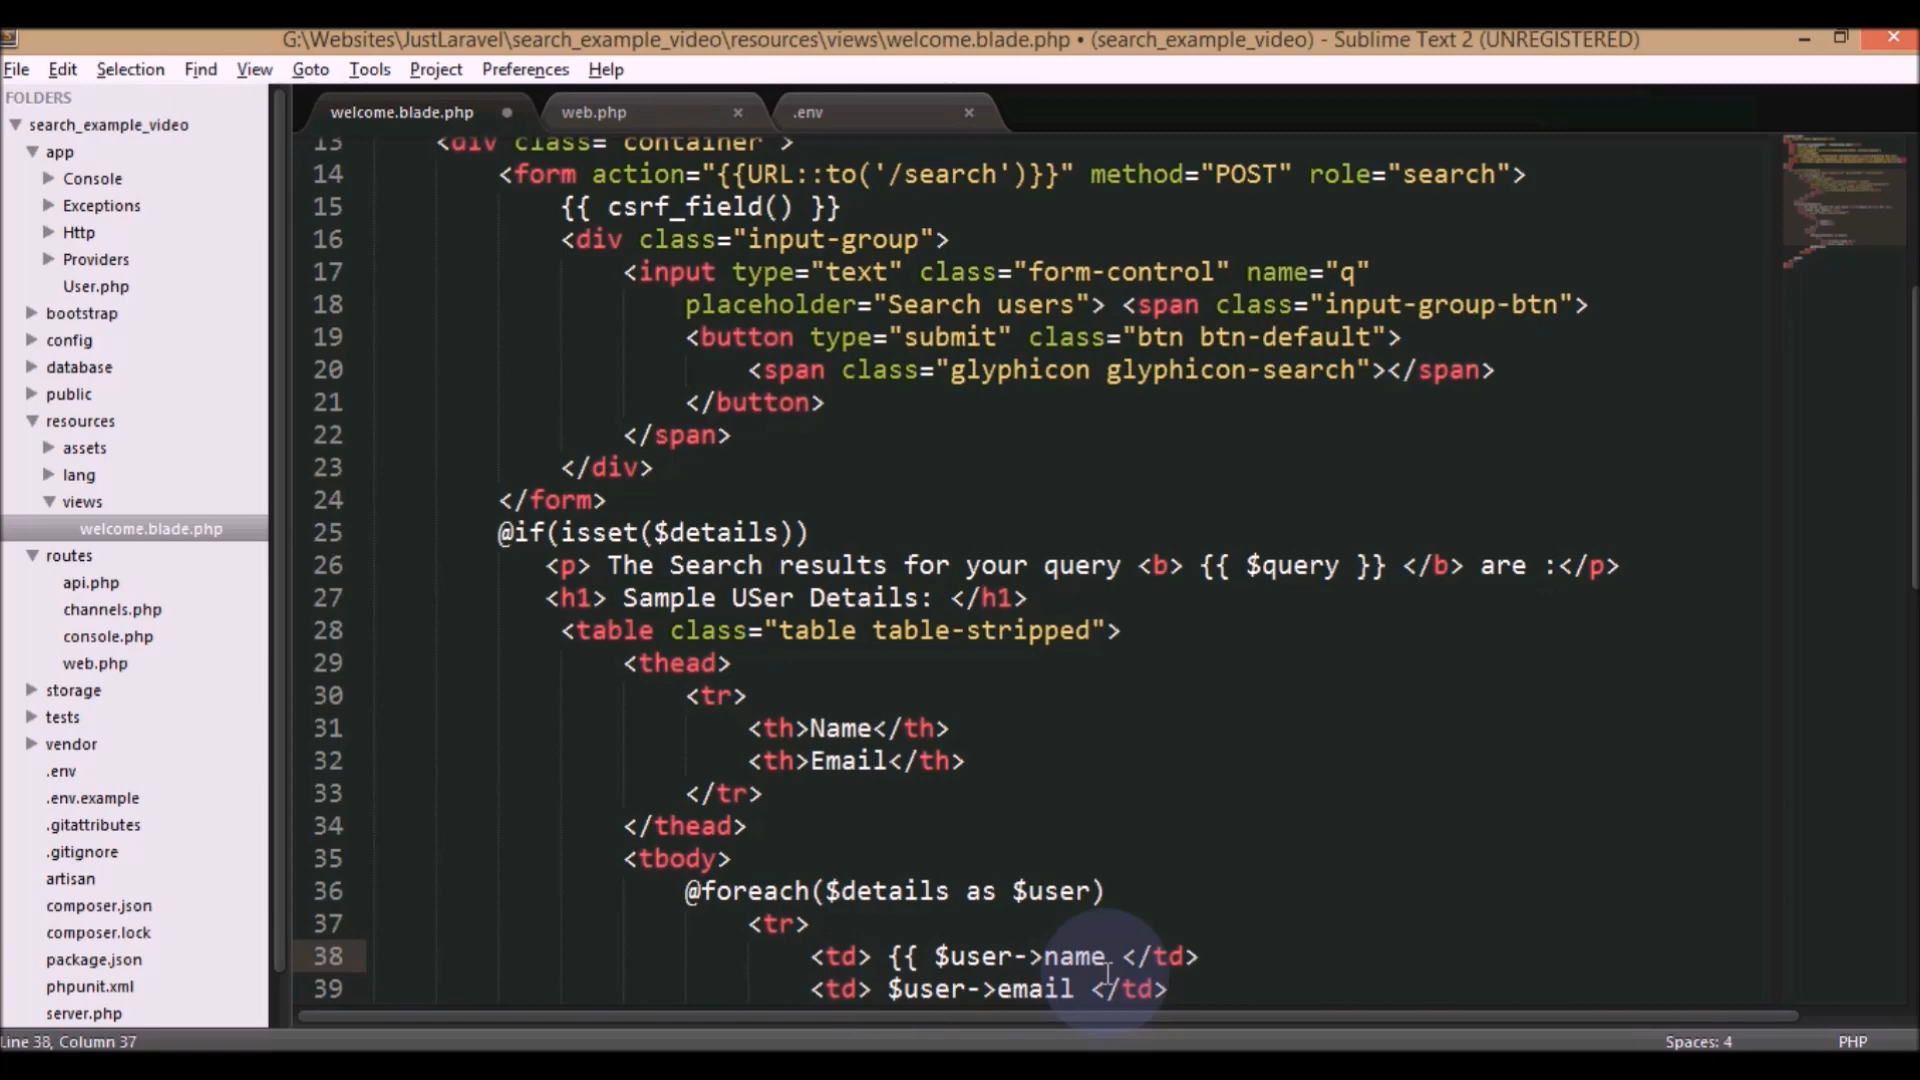 G:\Websites\JustLaravel\search_example_video\resources\views\welcome.blade.php • (search_example_video) - Sublime Text 2 (UNREGISTERED)
File Edit Selection Find View Goto Tools Project Preferences Help
FOLDERS
search_example_video
app
Console
Exceptions
Http
Providers
User.php
bootstrap
config
database
public
resources
assets
lang
views
welcome.blade.php
routes
api.php
channels.php
console.php
web.php
storage
tests
vendor
.env
.env.example
.gitattributes
.gitignore
artisan
composer.json
composer.lock
package.json
phpunit.xml
server.php
welcome.blade.php web.php .env
13 <div class="container">
14 <form action="{{URL::to('/search')}}" method="POST" role="search">
15 {{ csrf_field() }}
16 <div class="input-group">
17 <input type="text" class="form-control" name="q"
18 placeholder="Search users"> <span class="input-group-btn">
19 <button type="submit" class="btn btn-default">
20 <span class="glyphicon glyphicon-search"></span>
21 </button>
22 </span>
23 </div>
24 </form>
25 @if(isset($details))
26 <p> The Search results for your query <b> {{ $query }} </b> are :</p>
27 <h1> Sample USer Details: </h1>
28 <table class="table table-stripped">
29 <thead>
30 <tr>
31 <th>Name</th>
32 <th>Email</th>
33 </tr>
34 </thead>
35 <tbody>
36 @foreach($details as $user)
37 <tr>
38 <td> {{ $user->name </td>
39 <td> $user->email </td>
Line 38, Column 37 Spaces: 4 PHP